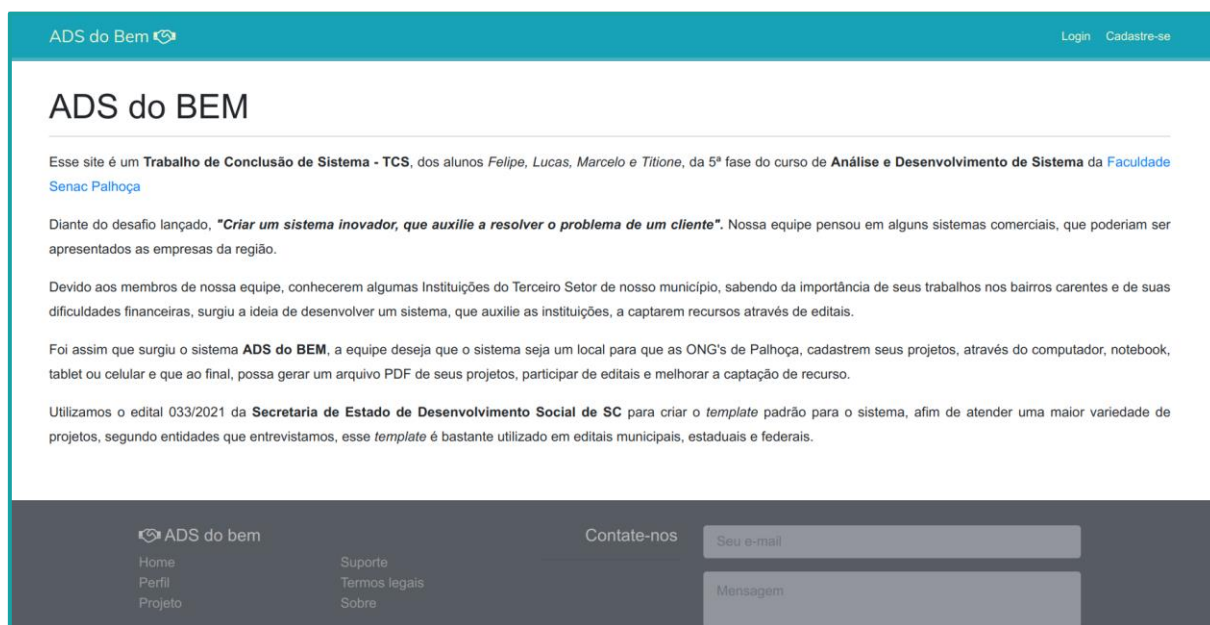 ADS do Bem
Login Cadastre-se
ADS do BEM
Esse site é um Trabalho de Conclusão de Sistema - TCS, dos alunos Felipe, Lucas, Marcelo e Titione, da 5ª fase do curso de Análise e Desenvolvimento de Sistema da Faculdade
Senac Palhoça
Diante do desafio lançado, "Criar um sistema inovador, que auxilie a resolver o problema de um cliente". Nossa equipe pensou em alguns sistemas comerciais, que poderiam ser
apresentados as empresas da região.
Devido aos membros de nossa equipe, conhecerem algumas Instituições do Terceiro Setor de nosso município, sabendo da importância de seus trabalhos nos bairros carentes e de suas
dificuldades financeiras, surgiu a ideia de desenvolver um sistema, que auxilie as instituições, a captarem recursos através de editais.
Foi assim que surgiu o sistema ADS do BEM, a equipe deseja que o sistema seja um local para que as ONG's de Palhoça, cadastrem seus projetos, através do computador, notebook,
tablet ou celular e que ao final, possa gerar um arquivo PDF de seus projetos, participar de editais e melhorar a captação de recurso.
Utilizamos o edital 033/2021 da Secretaria de Estado de Desenvolvimento Social de SC para criar o template padrão para o sistema, afim de atender uma maior variedade de
projetos, segundo entidades que entrevistamos, esse template é bastante utilizado em editais municipais, estaduais e federais.
ADS do bem
Home
Perfil
Projeto
Suporte
Termos legais
Sobre
Contate-nos
Seu e-mail
Mensagem